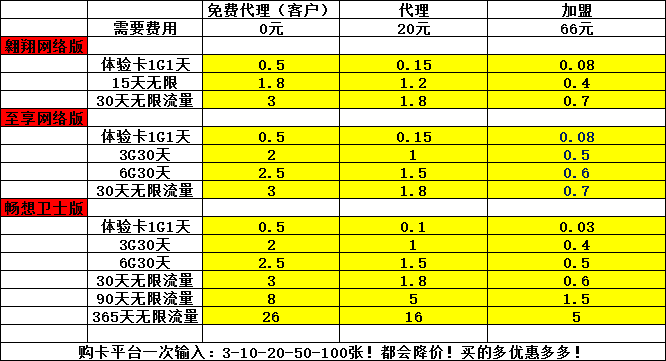 免费代理（客户） 代理 加盟
需要费用 0元 20元 66元
翱翔网络版
体验卡1G1天 0.5 0.15 0.08
15天无限 1.8 1.2 0.4
30天无限流量 3 1.8 0.7
至享网络版
体验卡1G1天 0.5 0.15 0.08
3G30天 2 1 0.5
6G30天 2.5 1.5 0.6
30天无限流量 3 1.8 0.7
畅想卫士版
体验卡1G1天 0.5 0.1 0.03
3G30天 2 1 0.4
6G30天 2.5 1.5 0.5
30天无限流量 3 1.8 0.6
90天无限流量 8 5 1.5
365天无限流量 26 16 5
购卡平台一次输入：3-10-20-50-100张！都会降价！买的多优惠多多！